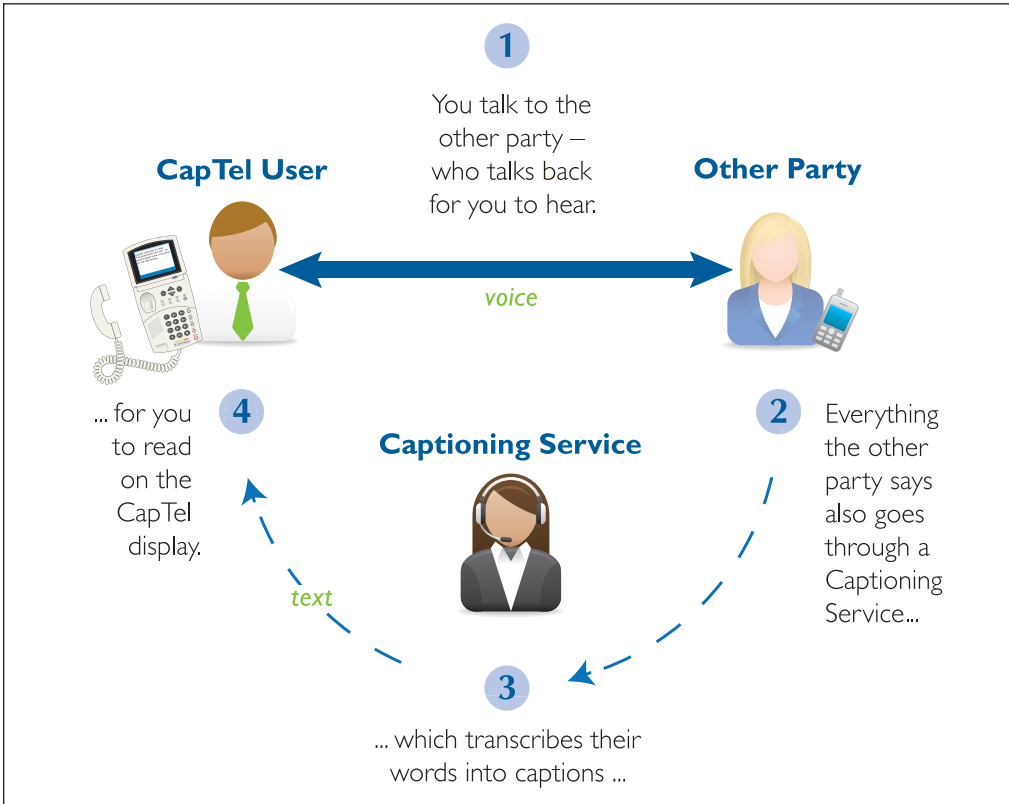 1
You talk to the
other party –
who talks back
for you to hear.
CapTel User
Other Party
voice
... for you
to read
on the
CapTel
display.
4
Captioning Service
2
Everything
the other
party says
also goes
through a
Captioning
Service...
text
3
... which transcribes their
words into captions ...